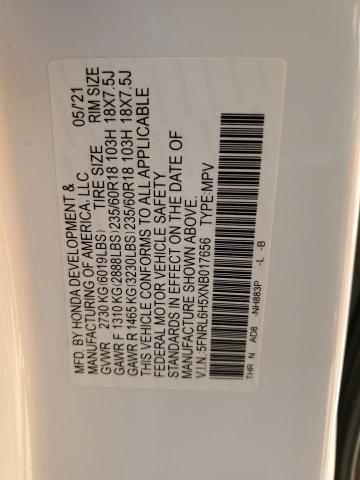 MFD. BY HONDA DEVELOPMENT &
MANUFACTURING OF AMERICA, LLC 05/21
GVWR 2730 KG(6019LBS) TIRE SIZE RIM SIZE
GAWR F 1310 KG(2888LBS)235/60R18 103H 18X7.5J
GAWR R 1465 KG(3230LBS)235/60R18 103H 18X7.5J
THIS VEHICLE CONFORMS TO ALL APPLICABLE
FEDERAL MOTOR VEHICLE SAFETY
STANDARDS IN EFFECT ON THE DATE OF
MANUFACTURE SHOWN ABOVE.
V.I.N. 5FNRL6H5XNB017656 TYPE: MPV
THR N AD8 -NH883P -L -B